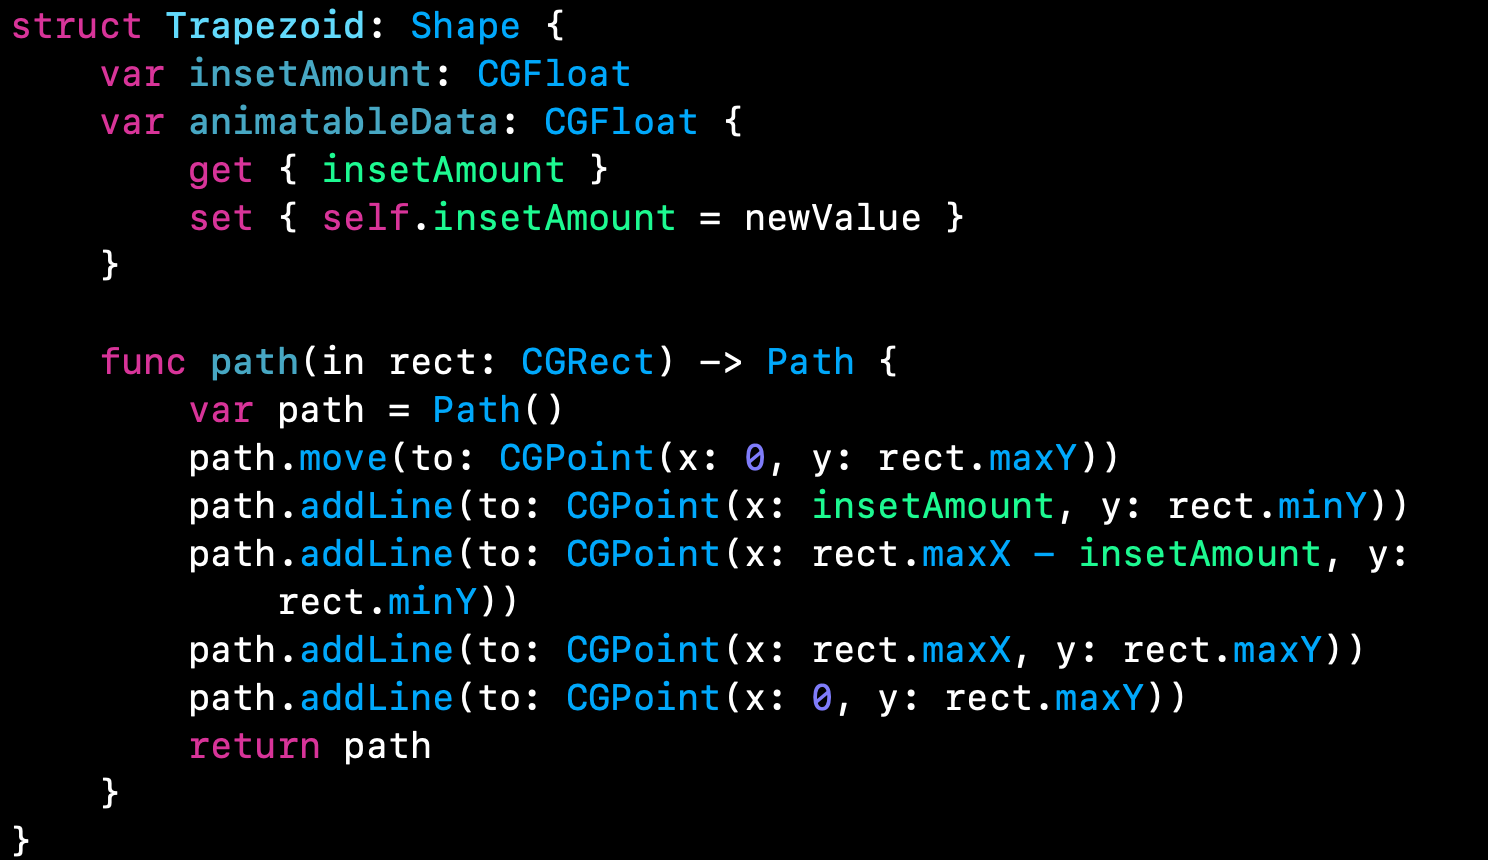 struct Trapezoid: Shape {
    var insetAmount: CGFloat
    var animatableData: CGFloat {
        get { insetAmount }
        set { self.insetAmount = newValue }
    }

    func path(in rect: CGRect) -> Path {
        var path = Path()
        path.move(to: CGPoint(x: 0, y: rect.maxY))
        path.addLine(to: CGPoint(x: insetAmount, y: rect.minY))
        path.addLine(to: CGPoint(x: rect.maxX - insetAmount, y:
            rect.minY))
        path.addLine(to: CGPoint(x: rect.maxX, y: rect.maxY))
        path.addLine(to: CGPoint(x: 0, y: rect.maxY))
        return path
    }
}